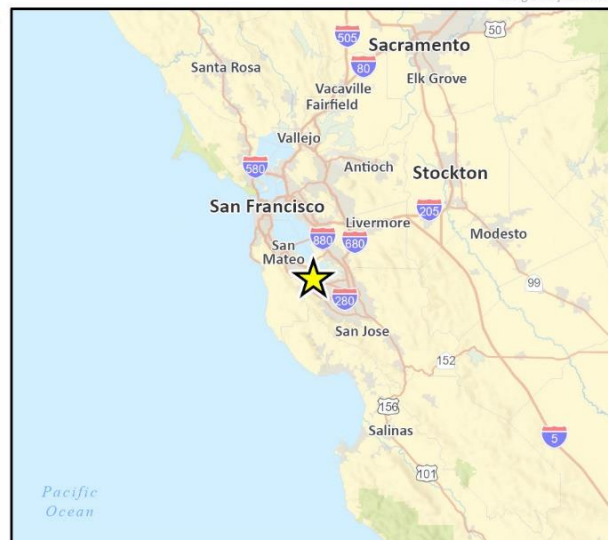 50
505
Sacramento
80
Santa Rosa
Elk Grove
Vacaville
Fairfield
Vallejo
580
Antioch
Stockton
San Francisco
205
Livermore
880
680
Modesto
San
Mateo
99
280
San Jose
152
156
Salinas
5
101
Pacific
Ocean